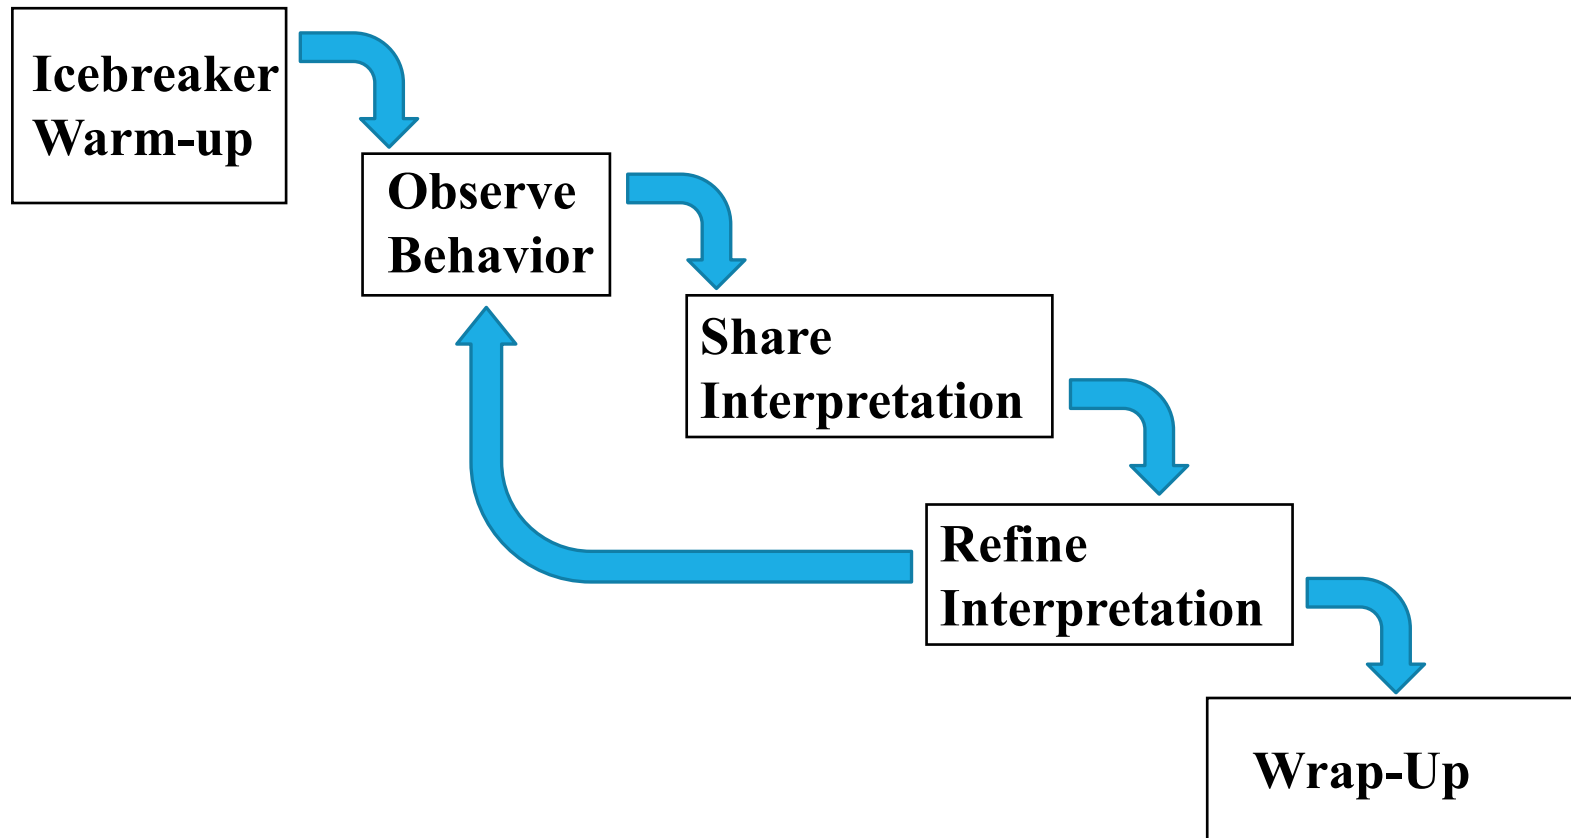 Icebreaker
Warm-up
Observe
Behavior
Share
Interpretation
Refine
Interpretation
Wrap-Up